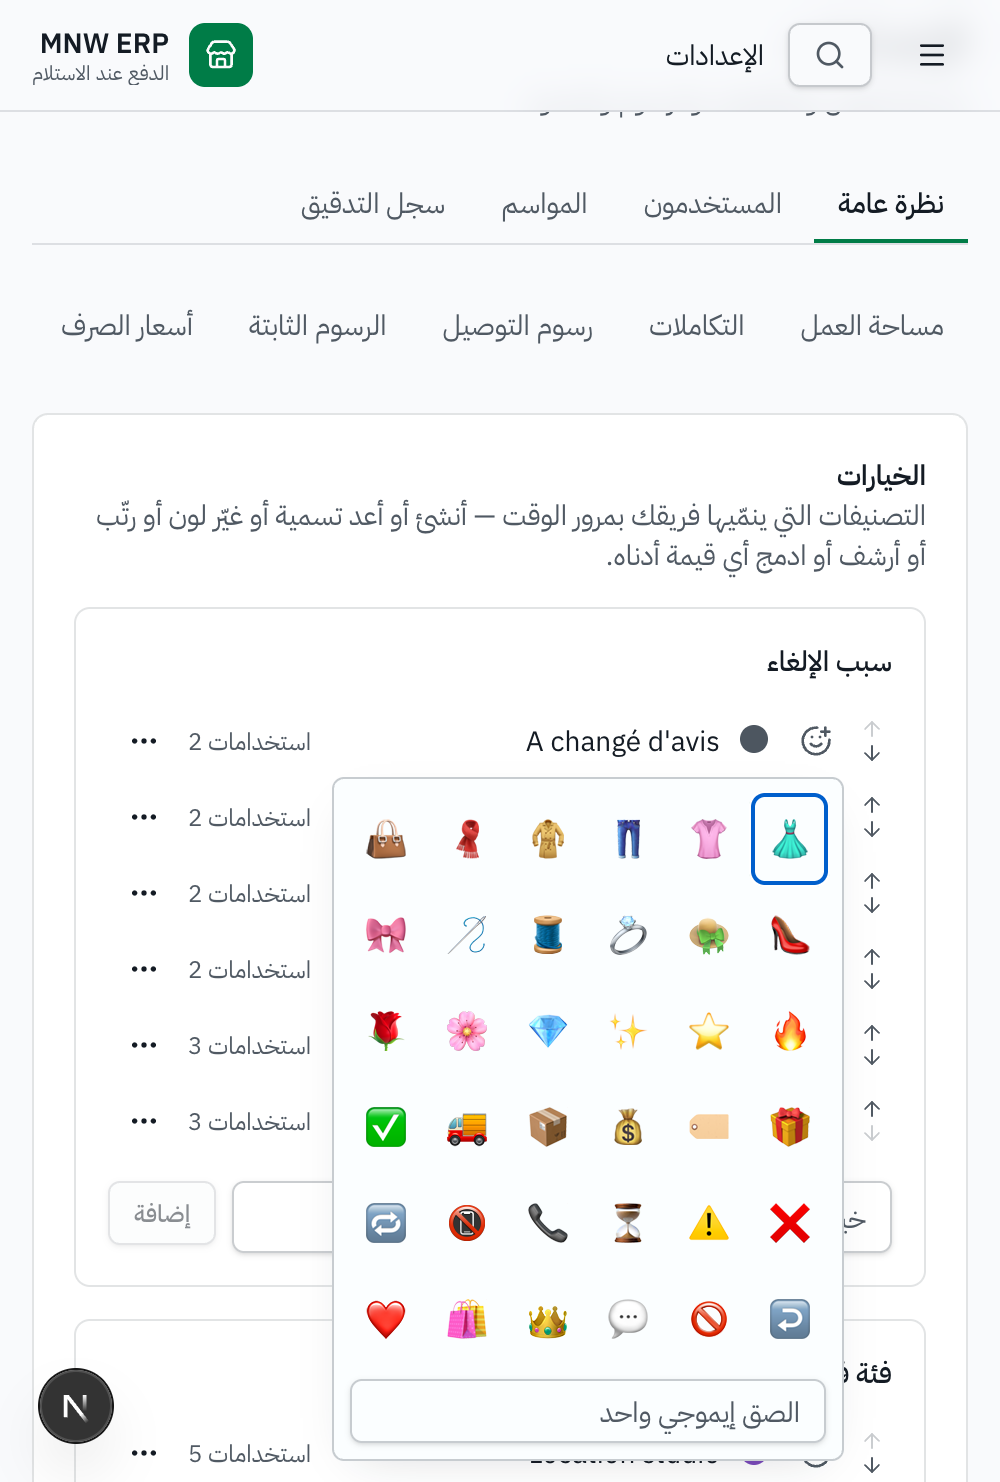 MNW ERP
الدفع عند الاستلام
الإعدادات
نظرة عامة
المستخدمون
المواسم
سجل التدقيق
مساحة العمل
التكاملات
رسوم التوصيل
الرسوم الثابتة
أسعار الصرف
الخيارات
التصنيفات التي ينمّيها فريقك بمرور الوقت — أنشئ أو أعد تسمية أو غيّر لون أو رتّب
أو أرشف أو ادمج أي قيمة أدناه.
سبب الإلغاء
A changé d'avis
2 استخدامات
2 استخدامات
2 استخدامات
2 استخدامات
3 استخدامات
3 استخدامات
إضافة
الصق إيموجي واحد
فئة
5 استخدامات